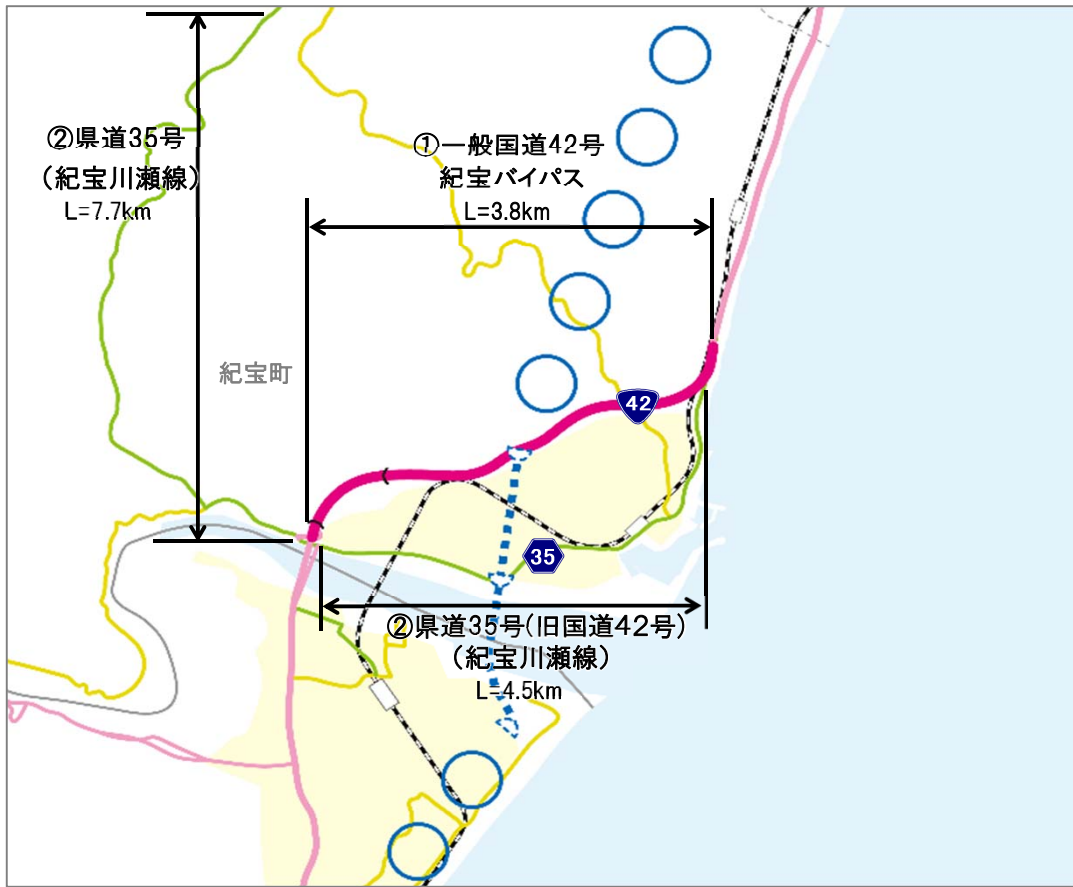 ②県道35号
（紀宝川瀬線）
L=7.7km
①一般国道42号
紀宝バイパス
L=3.8km
紀宝町
42
35
②県道35号(旧国道42号)
（紀宝川瀬線）
L=4.5km